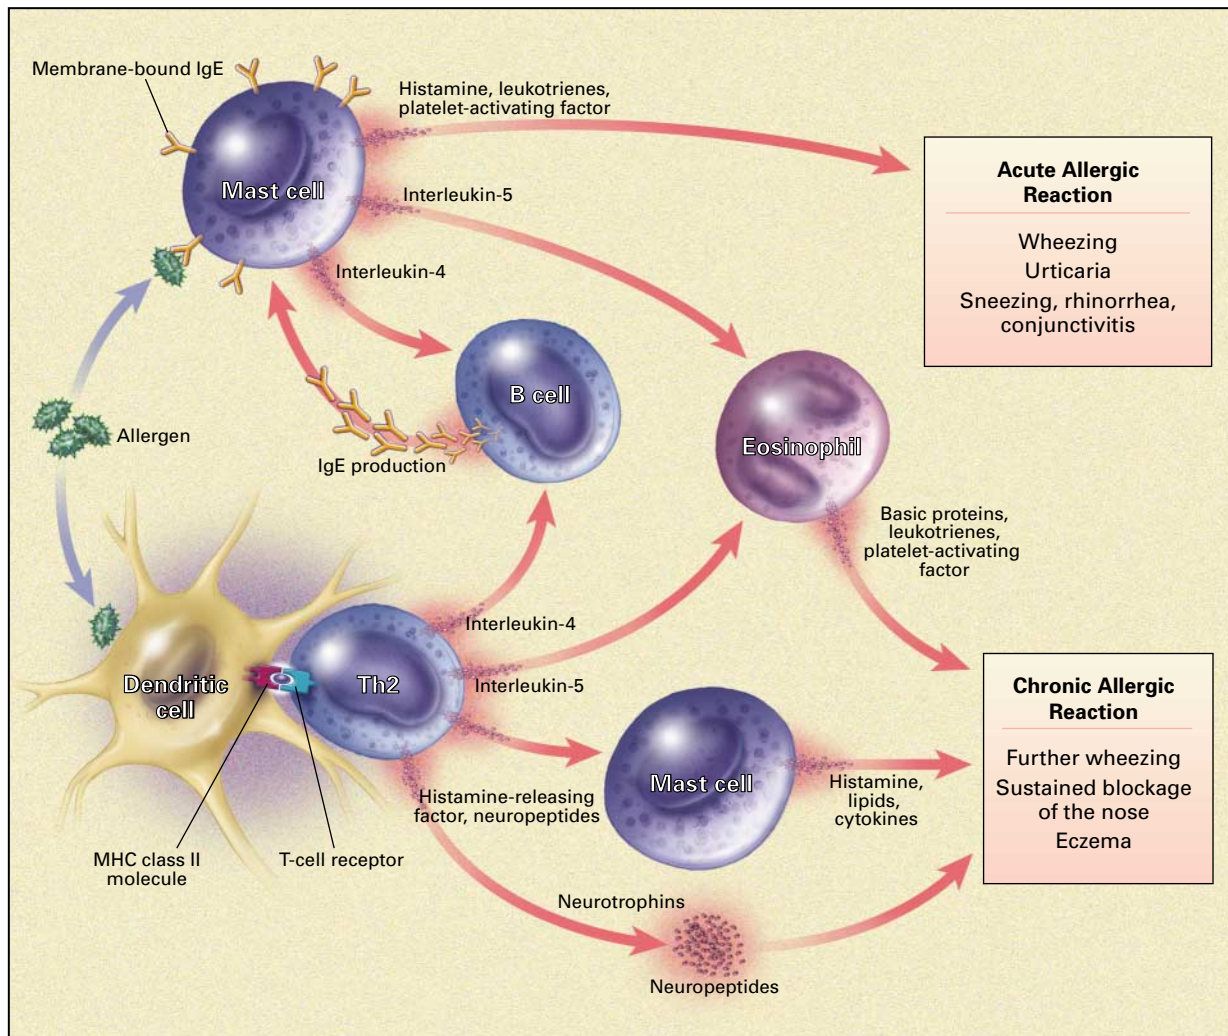 Membrane-bound IgE
Histamine, leukotrienes,
platelet-activating factor
Mast cell
Interleukin-5
Interleukin-4
Acute Allergic
Reaction
Wheezing
Urticaria
Sneezing, rhinorrhea,
conjunctivitis
B cell
Allergen
IgE production
Eosinophil
Basic proteins,
leukotrienes,
platelet-activating
factor
Dendritic
cell
Th2
Interleukin-4
Interleukin-5
Mast cell
Histamine-releasing
factor, neuropeptides
Histamine,
lipids,
cytokines
Chronic Allergic
Reaction
Further wheezing
Sustained blockage
of the nose
Eczema
MHC class II
molecule
T-cell receptor
Neurotrophins
Neuropeptides